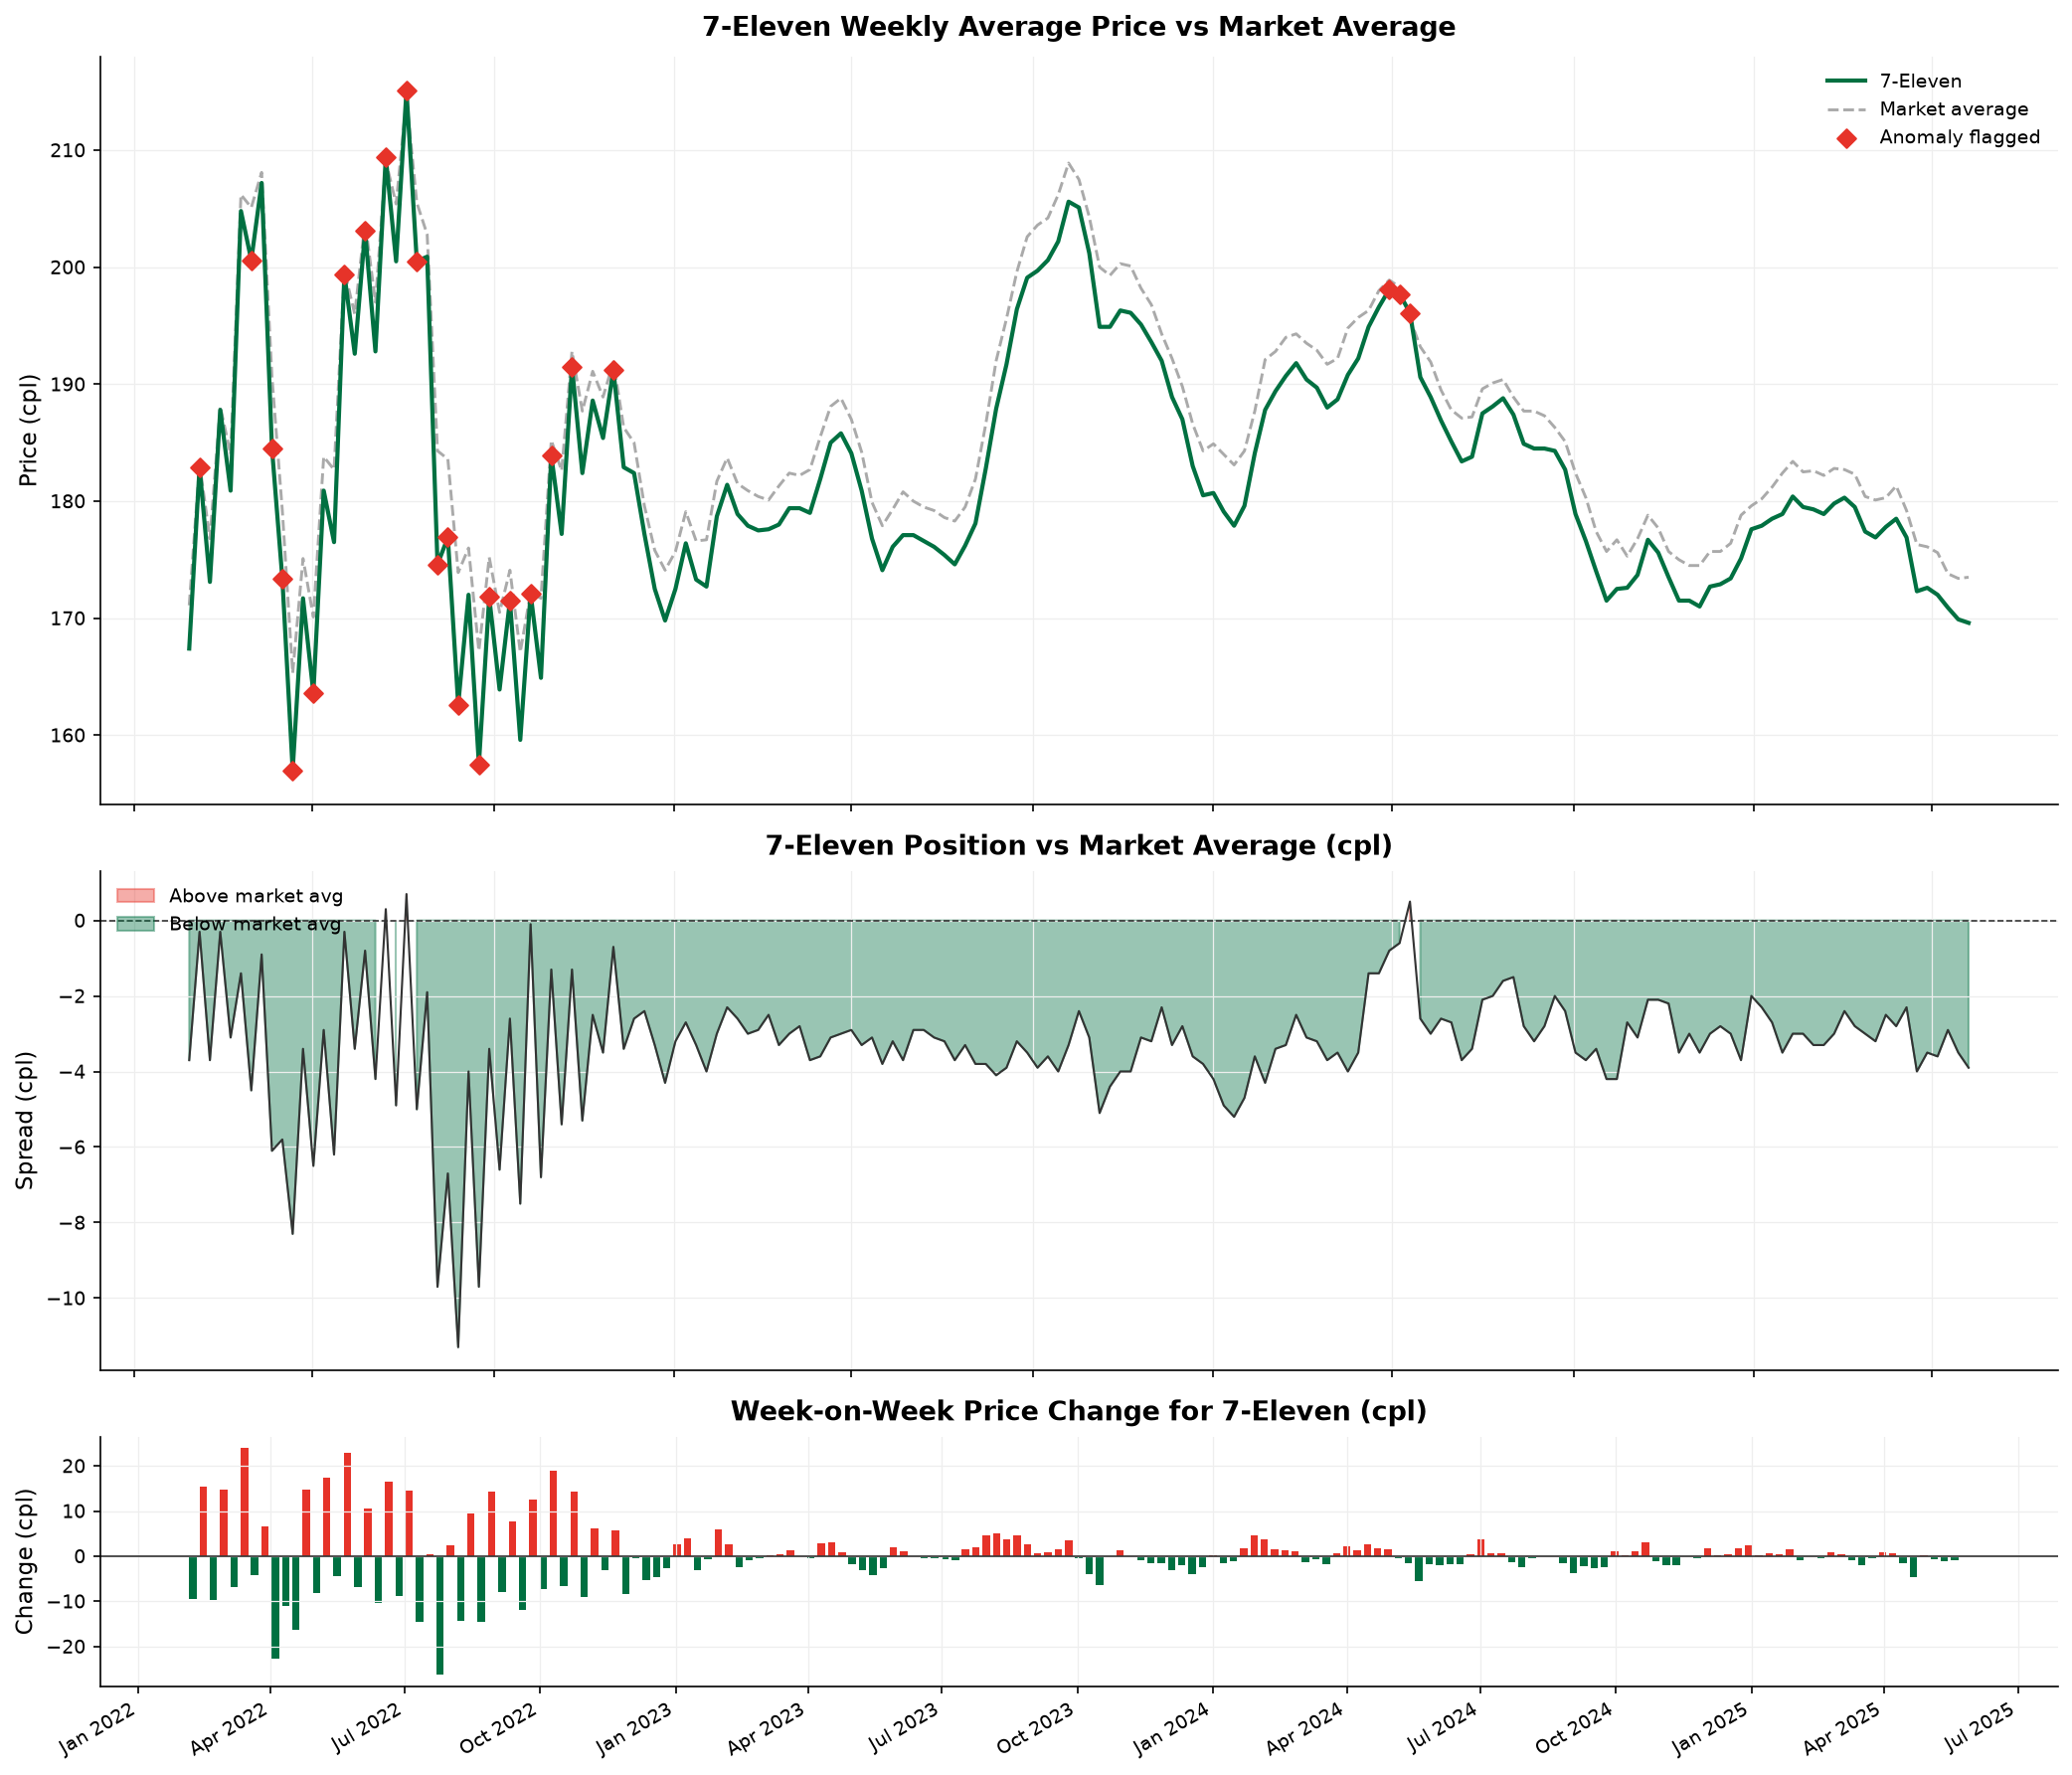 7-Eleven Weekly Average Price vs Market Average
7-Eleven
Market average
Anomaly flagged
Price (cpl)
210
200
190
180
170
160
7-Eleven Position vs Market Average (cpl)
Above market avg
Below market avg
Spread (cpl)
0
−2
−4
−6
−8
−10
Week-on-Week Price Change for 7-Eleven (cpl)
Change (cpl)
20
10
0
−10
−20
Jan 2022
Apr 2022
Jul 2022
Oct 2022
Jan 2023
Apr 2023
Jul 2023
Oct 2023
Jan 2024
Apr 2024
Jul 2024
Oct 2024
Jan 2025
Apr 2025
Jul 2025